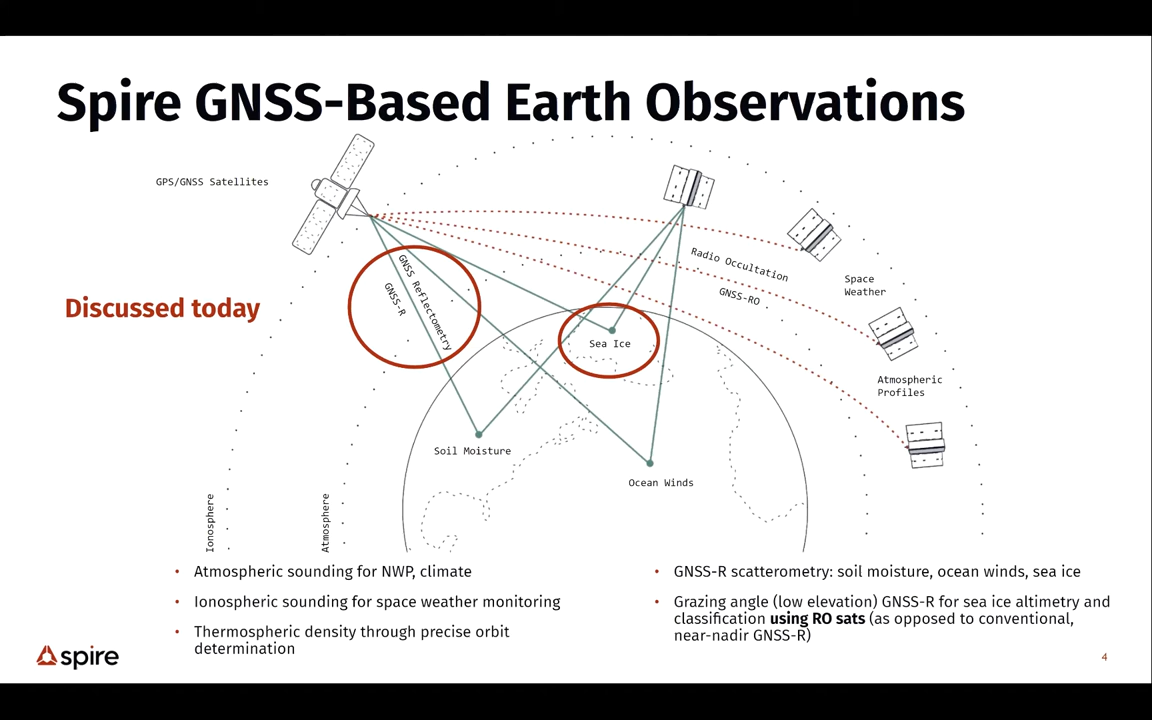 Spire GNSS-Based Earth Observations
GPS/GNSS Satellites
Discussed today
GNSS Reflectometry
GNSS-R
Radio Occultation
GNSS-RO
Space
Weather
Sea Ice
Atmospheric
Profiles
Soil Moisture
Ocean Winds
Ionosphere
Atmosphere
• Atmospheric sounding for NWP, climate
• Ionospheric sounding for space weather monitoring
• Thermospheric density through precise orbit
determination
• GNSS-R scatterometry: soil moisture, ocean winds, sea ice
• Grazing angle (low elevation) GNSS-R for sea ice altimetry and
classification using RO sats (as opposed to conventional,
near-nadir GNSS-R)
spire
4